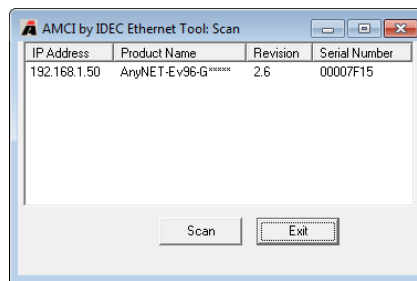 AMCI by IDEC Ethernet Tool: Scan
IP Address Product Name Revision Serial Number
192.168.1.50 AnyNET-Ev96-G***** 2.6 00007F15
Scan Exit